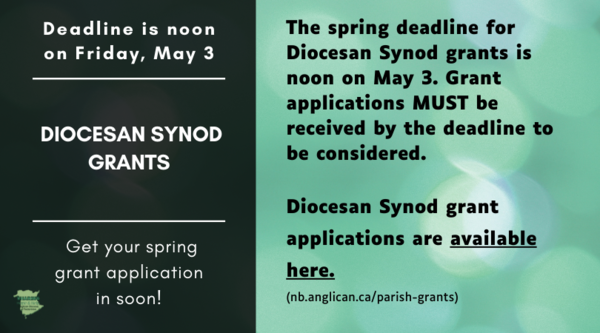 Deadline is noon
on Friday, May 3
DIOCESAN SYNOD
GRANTS
Get your spring
grant application
in soon!
The spring deadline for
Diocesan Synod grants is
noon on May 3. Grant
applications MUST be
received by the deadline to
be considered.
Diocesan Synod grant
applications are available
here.
(nb.anglican.ca/parish-grants)